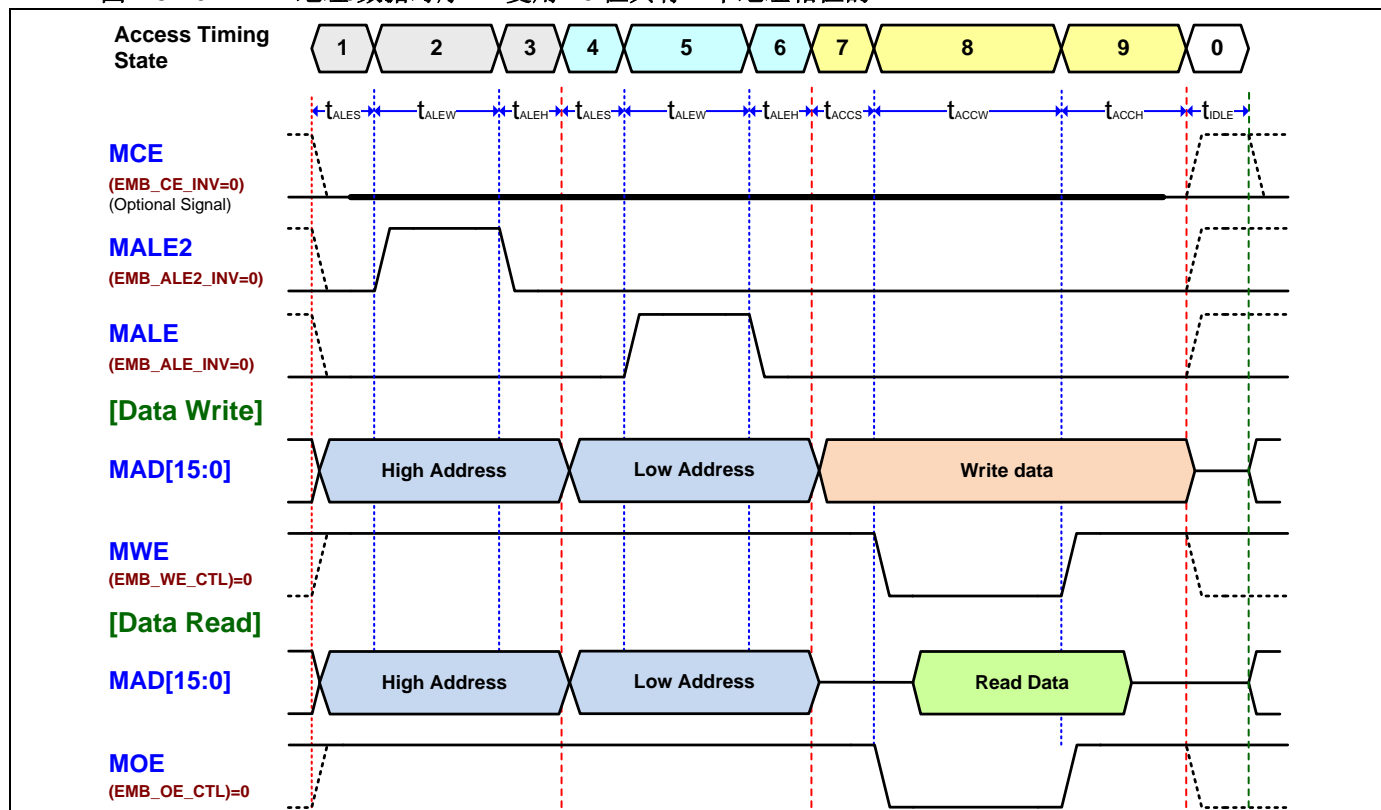 Access Timing
State
1 2 3 4 5 6 7 8 9 0
tALES tALEW tALEH tALES tALEW tALEH tACCS tACCW tACCH tIDLE
MCE
(EMB_CE_INV=0)
(Optional Signal)
MALE2
(EMB_ALE2_INV=0)
MALE
(EMB_ALE_INV=0)
[Data Write]
MAD[15:0] High Address Low Address Write data
MWE
(EMB_WE_CTL)=0
[Data Read]
MAD[15:0] High Address Low Address Read Data
MOE
(EMB_OE_CTL)=0